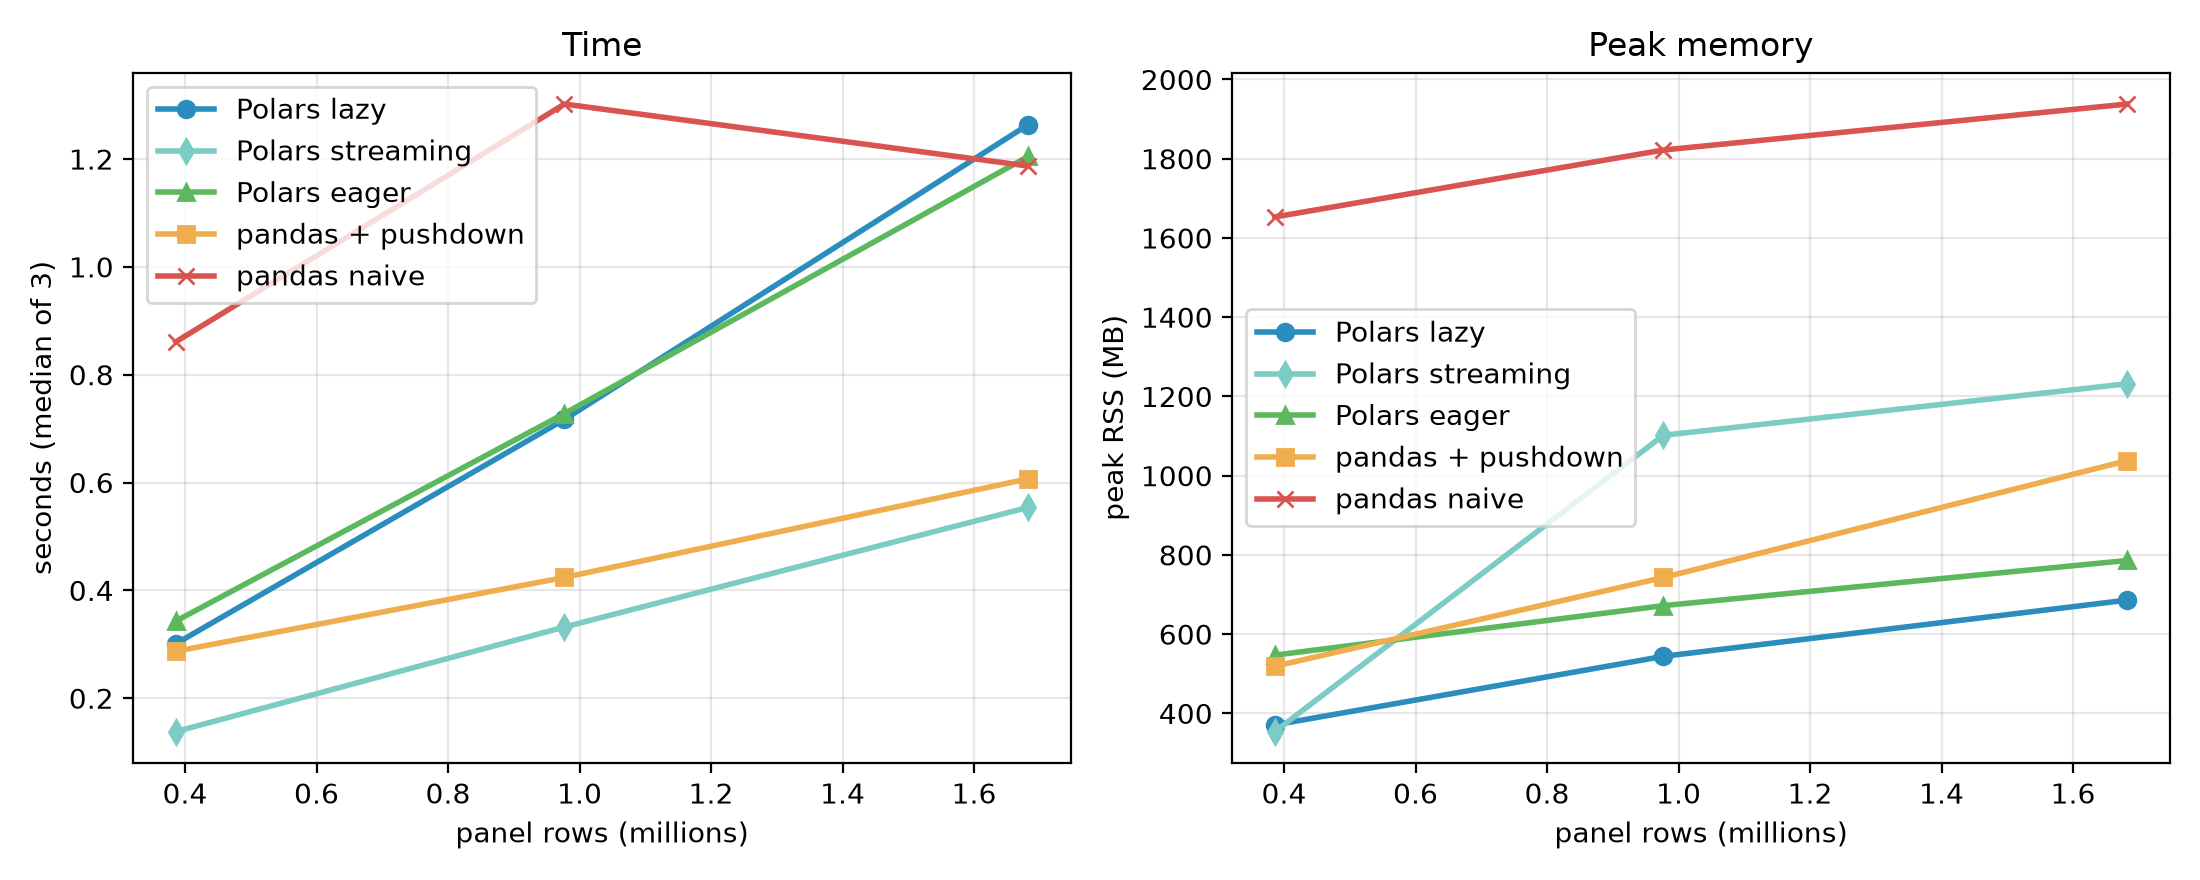 Time
Polars lazy
Polars streaming
Polars eager
pandas + pushdown
pandas naive
seconds (median of 3)
1.2
1.0
0.8
0.6
0.4
0.2
0.4 0.6 0.8 1.0 1.2 1.4 1.6
panel rows (millions)
Peak memory
Polars lazy
Polars streaming
Polars eager
pandas + pushdown
pandas naive
peak RSS (MB)
2000
1800
1600
1400
1200
1000
800
600
400
0.4 0.6 0.8 1.0 1.2 1.4 1.6
panel rows (millions)